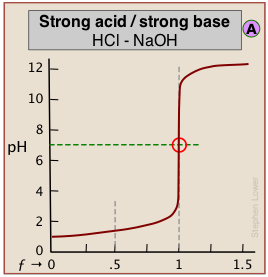 Strong acid / strong base
HCl - NaOH
A
12
10
8
pH
6
4
2
0
f → 0 .5 1 1.5
Stephen Lower